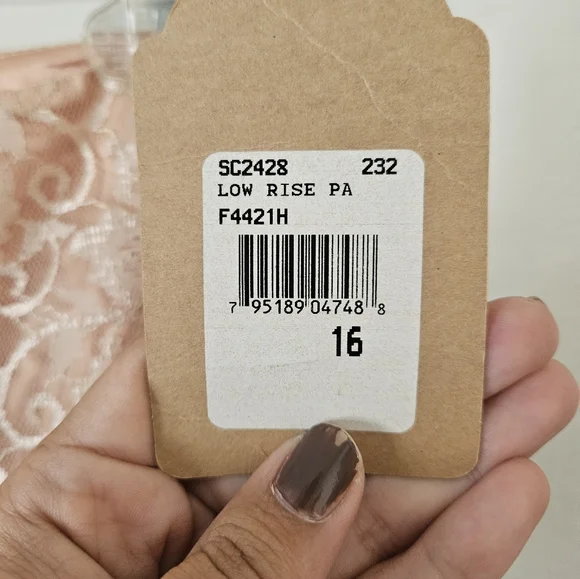 SC2428 232
LOW RISE PA
F4421H
7 95189 04748 8
16